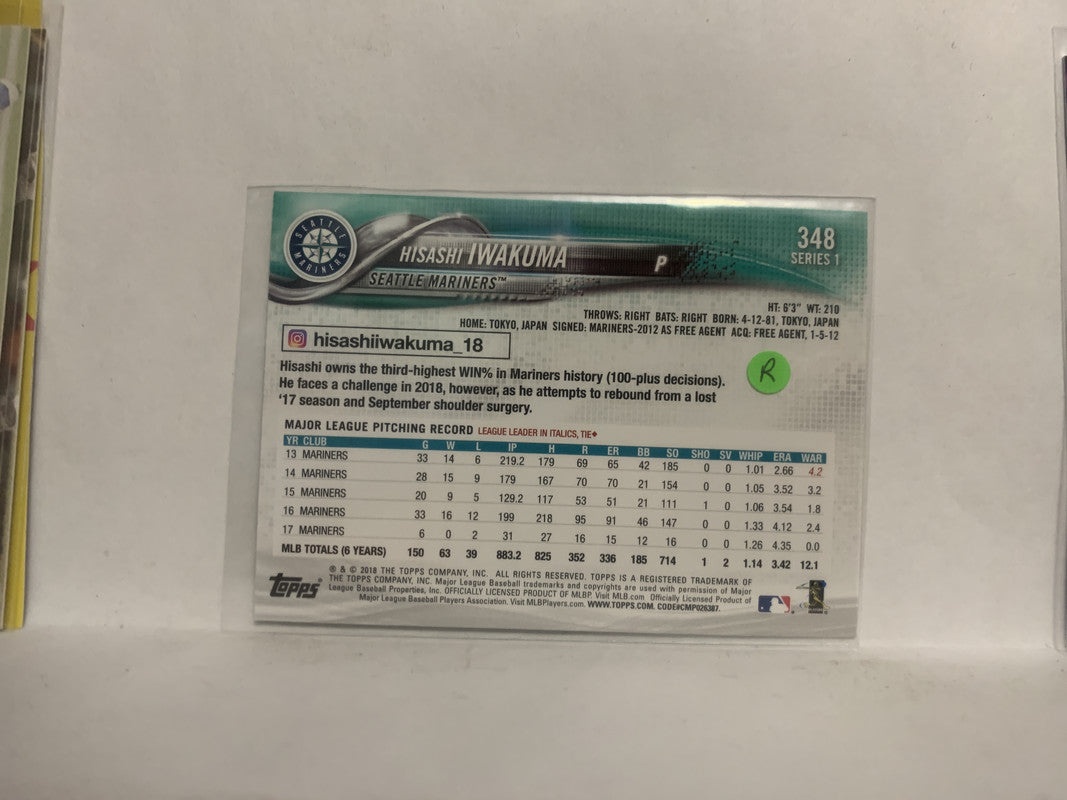 SEATTLE MARINERS
HISASHI IWAKUMA P
348
SEATTLE MARINERS™
SERIES 1
HT: 6'3" WT: 210
THROWS: RIGHT BATS: RIGHT BORN: 4-12-81, TOKYO, JAPAN
HOME: TOKYO, JAPAN SIGNED: MARINERS-2012 AS FREE AGENT ACQ: FREE AGENT, 1-5-12
hisashiiwakuma_18
R
Hisashi owns the third-highest WIN% in Mariners history (100-plus decisions).
He faces a challenge in 2018, however, as he attempts to rebound from a lost
'17 season and September shoulder surgery.
MAJOR LEAGUE PITCHING RECORD LEAGUE LEADER IN ITALICS, TIE♦
YR CLUB G W L IP H R ER BB SO SHO SV WHIP ERA WAR
13 MARINERS 33 14 6 219.2 179 69 65 42 185 0 0 1.01 2.66 4.2
14 MARINERS 28 15 9 179 167 70 70 21 154 0 0 1.05 3.52 3.2
15 MARINERS 20 9 5 129.2 117 53 51 21 111 1 0 1.06 3.54 1.8
16 MARINERS 33 16 12 199 218 95 91 46 147 0 0 1.33 4.12 2.4
17 MARINERS 6 0 2 31 27 16 15 12 16 0 0 1.26 4.35 0.0
MLB TOTALS (6 YEARS) 150 63 39 883.2 825 352 336 185 714 1 2 1.14 3.42 12.1
topps
® & © 2018 THE TOPPS COMPANY, INC. ALL RIGHTS RESERVED. TOPPS IS A REGISTERED TRADEMARK OF
THE TOPPS COMPANY, INC. Major League Baseball trademarks and copyrights are used with permission of Major
League Baseball Properties, Inc. OFFICIALLY LICENSED PRODUCT OF MLBP. Visit MLB.com Officially Licensed Product of
Major League Baseball Players Association. Visit MLBPlayers.com. WWW.TOPPS.COM. CODE#CMP026387.